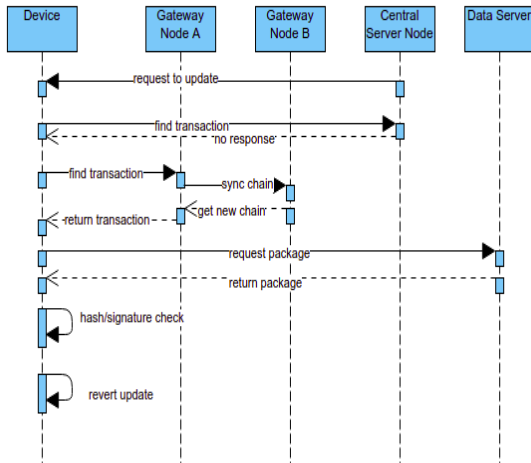 Device
Gateway
Node A
Gateway
Node B
Central
Server Node
Data Server
request to update
find transaction
no response
find transaction
sync chain
get new chain
return transaction
request package
return package
hash/signature check
revert update